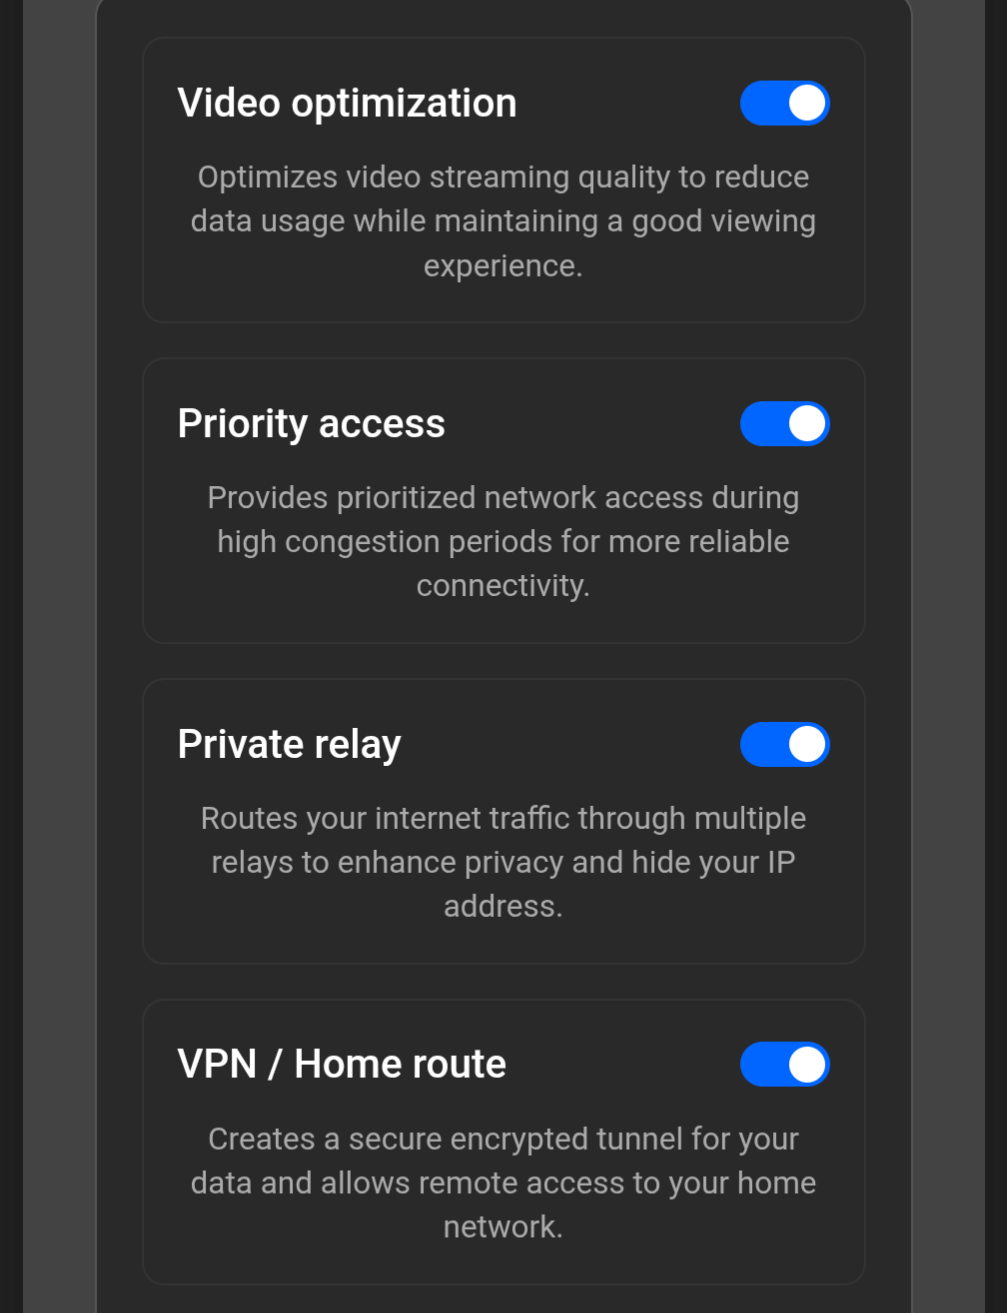 Video optimization
Optimizes video streaming quality to reduce
data usage while maintaining a good viewing
experience.
Priority access
Provides prioritized network access during
high congestion periods for more reliable
connectivity.
Private relay
Routes your internet traffic through multiple
relays to enhance privacy and hide your IP
address.
VPN / Home route
Creates a secure encrypted tunnel for your
data and allows remote access to your home
network.